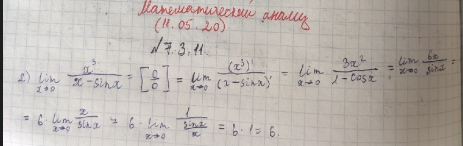 Математический анализ
(11.05.20)
№7.3.11.
2) lim x→0 x³/(x-sinx) = [0/0] = lim x→0 (x³)'/(x-sinx)' = lim x→0 3x²/(1-cosx) = lim x→0 6x/sinx =
= 6·lim x→0 x/sinx = 6·lim x→0 1/(sinx/x) = 6·1 = 6.